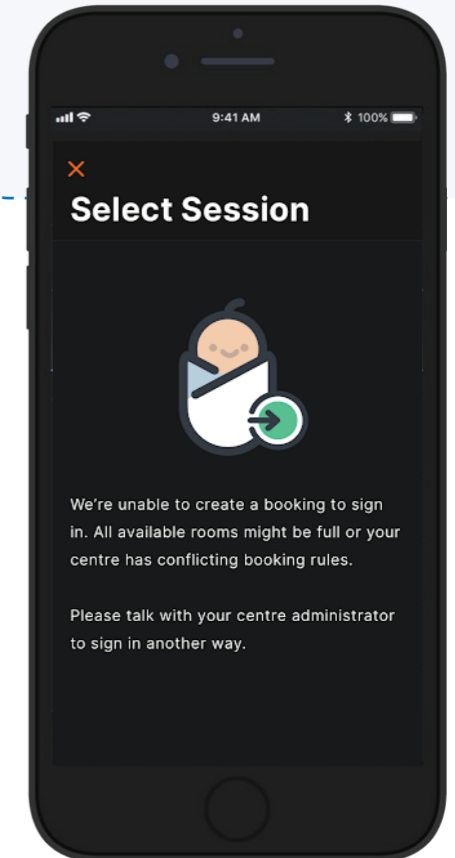 9:41 AM
100%
Select Session
We're unable to create a booking to sign
in. All available rooms might be full or your
centre has conflicting booking rules.
Please talk with your centre administrator
to sign in another way.